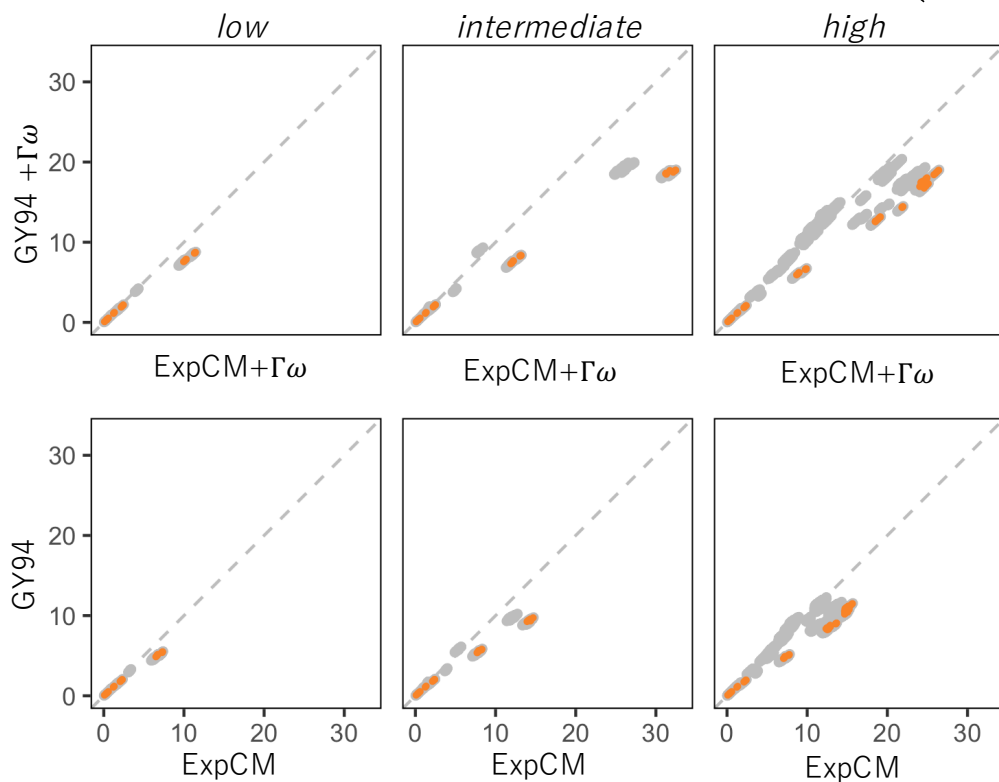 low intermediate high
30
20
10
0
GY94 +Γω
ExpCM+Γω ExpCM+Γω ExpCM+Γω
30
20
10
0
GY94
0 10 20 30 0 10 20 30 0 10 20 30
ExpCM ExpCM ExpCM